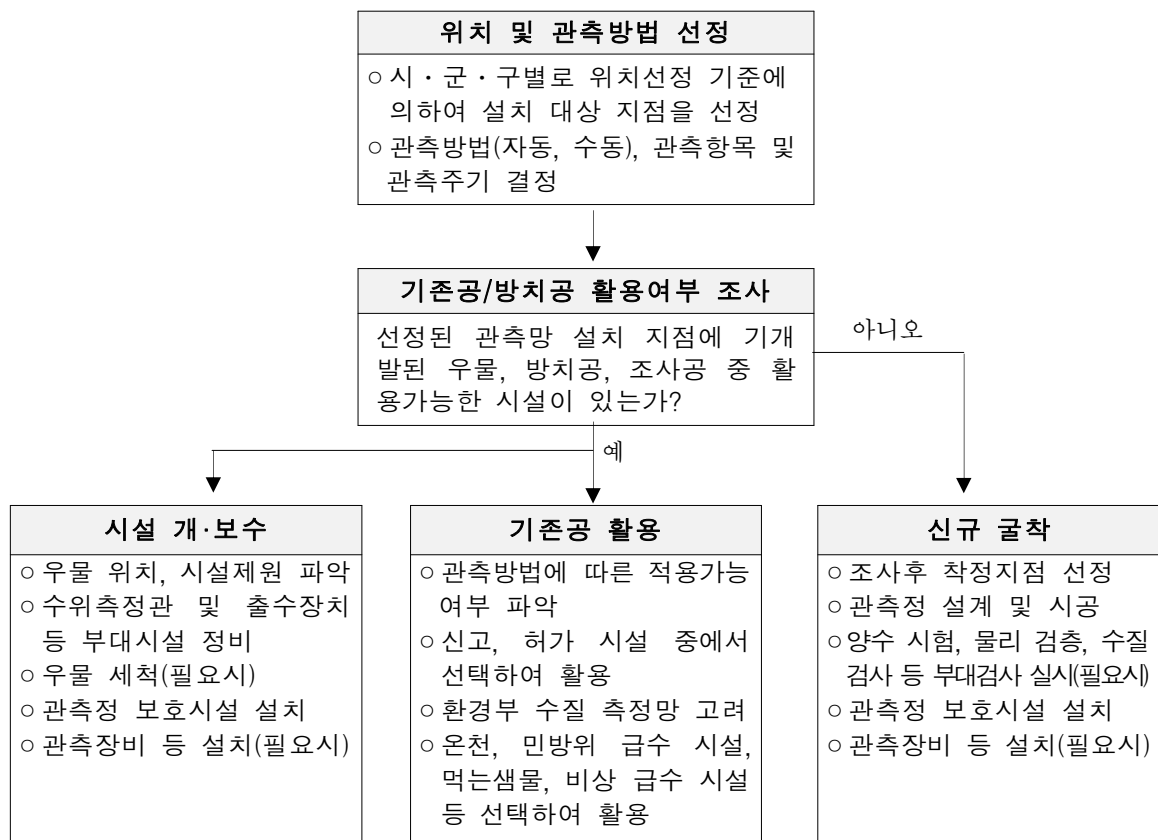 위치 및 관측방법 선정
○ 시·군·구별로 위치선정 기준에
의하여 설치 대상 지점을 선정
○ 관측방법(자동, 수동), 관측항목 및
관측주기 결정
기존공/방치공 활용여부 조사
선정된 관측망 설치 지점에 기개
발된 우물, 방치공, 조사공 중 활
용가능한 시설이 있는가?
아니오
예
시설 개·보수
○ 우물 위치, 시설제원 파악
○ 수위측정관 및 출수장치
등 부대시설 정비
○ 우물 세척(필요시)
○ 관측정 보호시설 설치
○ 관측장비 등 설치(필요시)
기존공 활용
○ 관측방법에 따른 적용가능
여부 파악
○ 신고, 허가 시설 중에서
선택하여 활용
○ 환경부 수질 측정망 고려
○ 온천, 민방위 급수 시설,
먹는샘물, 비상 급수 시설
등 선택하여 활용
신규 굴착
○ 조사후 착정지점 선정
○ 관측정 설계 및 시공
○ 양수 시험, 물리 검층, 수질
검사 등 부대검사 실시(필요시)
○ 관측정 보호시설 설치
○ 관측장비 등 설치(필요시)